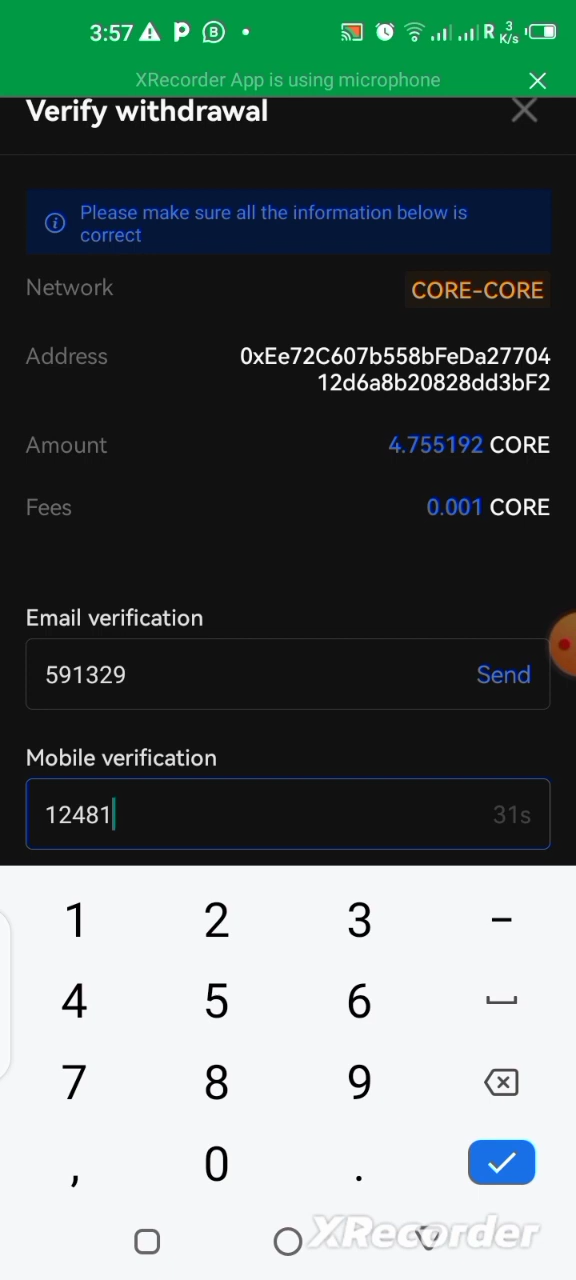 3:57 P B R 3 K/s
XRecorder App is using microphone
Verify withdrawal
Please make sure all the information below is
correct
Network CORE-CORE
Address 0xEe72C607b558bFeDa27704
12d6a8b20828dd3bF2
Amount 4.755192 CORE
Fees 0.001 CORE
Email verification
591329 Send
Mobile verification
12481 31s
1 2 3 -
4 5 6
7 8 9
, 0 .
XRecorder